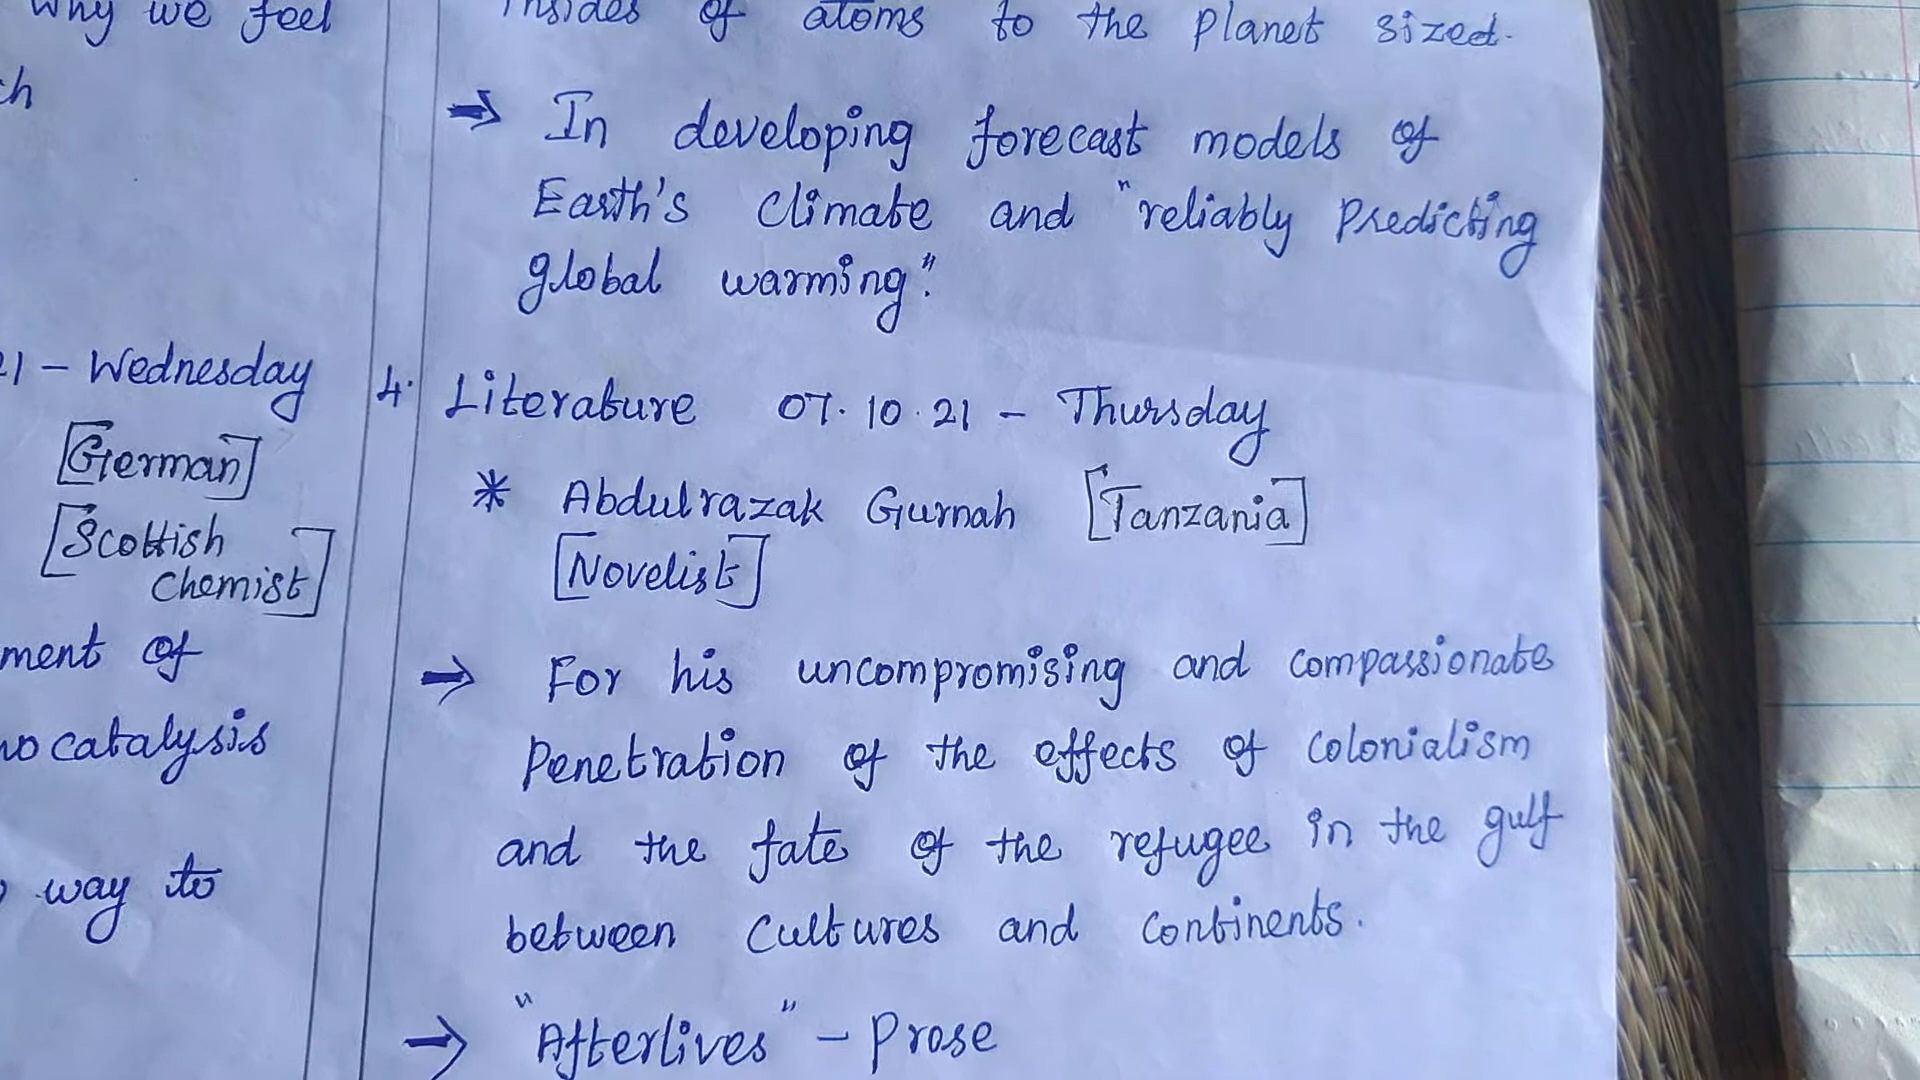 why we feel
ch
21 - Wednesday
[German]
[Scottish
Chemist]
ment of
no catalysis
way to
insides of atoms to the planet sized.
⇒ In developing forecast models of
Earth's climate and "reliably predicting
global warming".
4. Literature 07.10.21 - Thursday
* Abdulrazak Gurnah [Tanzania]
[Novelist]
→ For his uncompromising and compassionate
penetration of the effects of colonialism
and the fate of the refugee in the gulf
between cultures and continents.
→ "Afterlives" - Prose